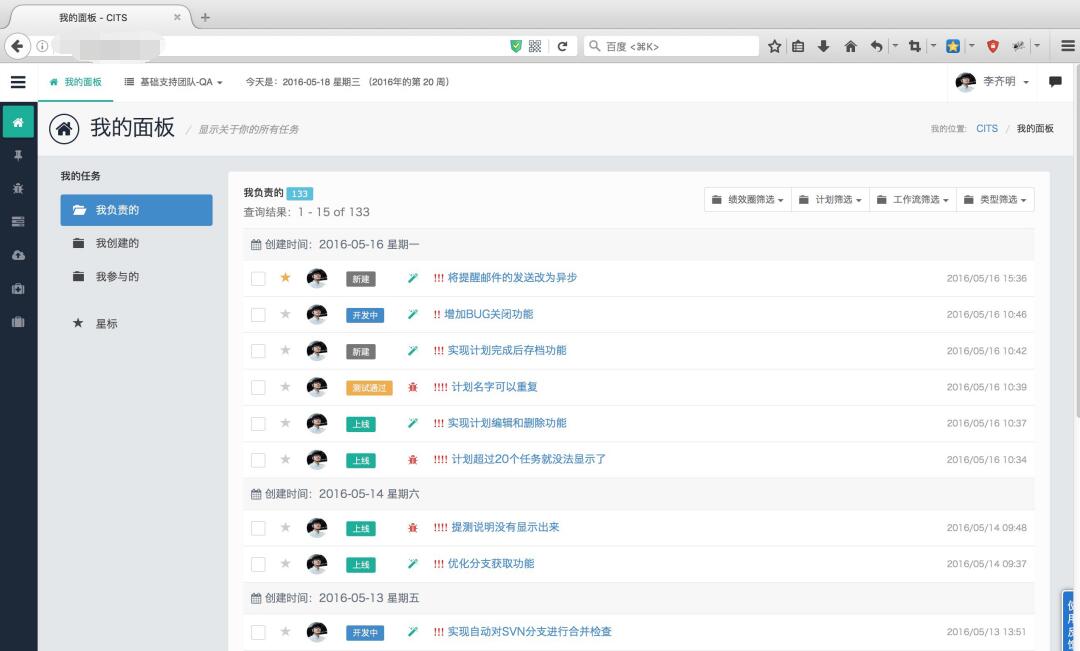 我的面板 - CITS
百度 <⌘K>
我的面板
基础支持团队-QA
今天是：2016-05-18 星期三 （2016年的第 20 周）
李齐明
我的面板 / 显示关于你的所有任务
我的位置: CITS / 我的面板
我的任务
我负责的
我创建的
我参与的
星标
我负责的 133
查询结果：1 - 15 of 133
绩效圈筛选
计划筛选
工作流筛选
类型筛选
创建时间：2016-05-16 星期一
新建 !!! 将提醒邮件的发送改为异步 2016/05/16 15:36
开发中 !! 增加BUG关闭功能 2016/05/16 10:46
新建 !!! 实现计划完成后存档功能 2016/05/16 10:42
测试通过 !!!! 计划名字可以重复 2016/05/16 10:39
上线 !!! 实现计划编辑和删除功能 2016/05/16 10:37
上线 !!!! 计划超过20个任务就没法显示了 2016/05/16 10:34
创建时间：2016-05-14 星期六
上线 !!!! 提测说明没有显示出来 2016/05/14 09:48
上线 !!! 优化分支获取功能 2016/05/14 09:37
创建时间：2016-05-13 星期五
开发中 !!! 实现自动对SVN分支进行合并检查 2016/05/13 13:51
使用反馈